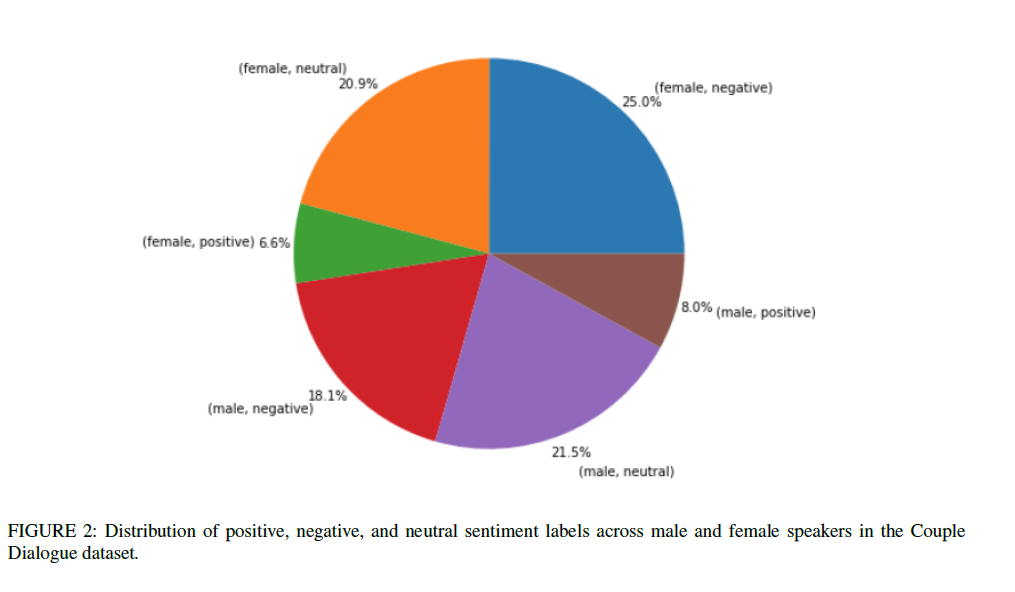 (female, neutral)
20.9%
(female, negative)
25.0%
(female, positive) 6.6%
8.0% (male, positive)
18.1%
(male, negative)
21.5%
(male, neutral)
FIGURE 2: Distribution of positive, negative, and neutral sentiment labels across male and female speakers in the Couple
Dialogue dataset.